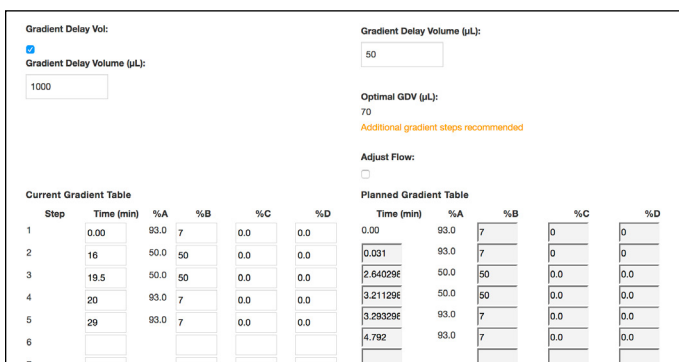 Gradient Delay Vol:
Gradient Delay Volume (µL):
1000
Gradient Delay Volume (µL):
50
Optimal GDV (µL):
70
Additional gradient steps recommended
Adjust Flow:
Current Gradient Table
Step Time (min) %A %B %C %D
1 0.00 93.0 7 0.0 0.0
2 16 50.0 50 0.0 0.0
3 19.5 50.0 50 0.0 0.0
4 20 93.0 7 0.0 0.0
5 29 93.0 7 0.0 0.0
6
Planned Gradient Table
Time (min) %A %B %C %D
0.00 93.0 7 0 0
0.031 93.0 7 0 0
2.640298 50.0 50 0.0 0.0
3.211298 50.0 50 0.0 0.0
3.293298 93.0 7 0.0 0.0
4.792 93.0 7 0.0 0.0